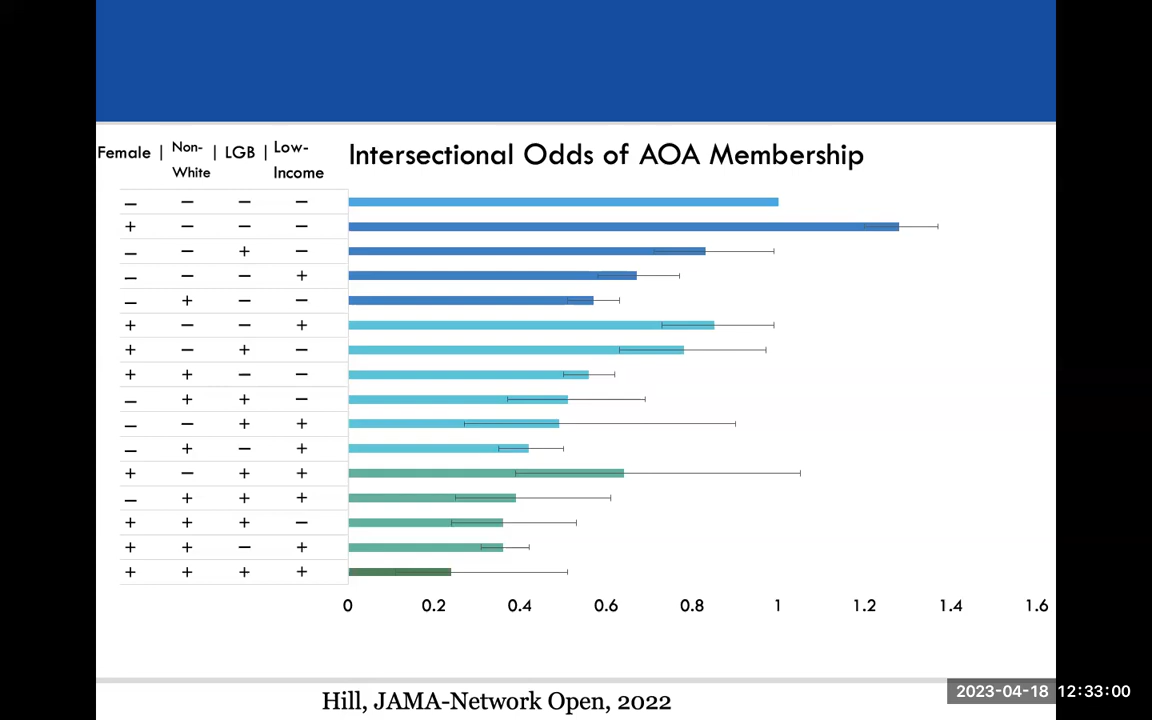 Female | Non-White | LGB | Low-Income
Intersectional Odds of AOA Membership
– – – –
+ – – –
– – + –
– – – +
– + – –
+ – – +
+ – + –
+ + – –
– + + –
– – + +
– + – +
+ – + +
– + + +
+ + + –
+ + – +
+ + + +
0 0.2 0.4 0.6 0.8 1 1.2 1.4 1.6
Hill, JAMA-Network Open, 2022
2023-04-18 12:33:00